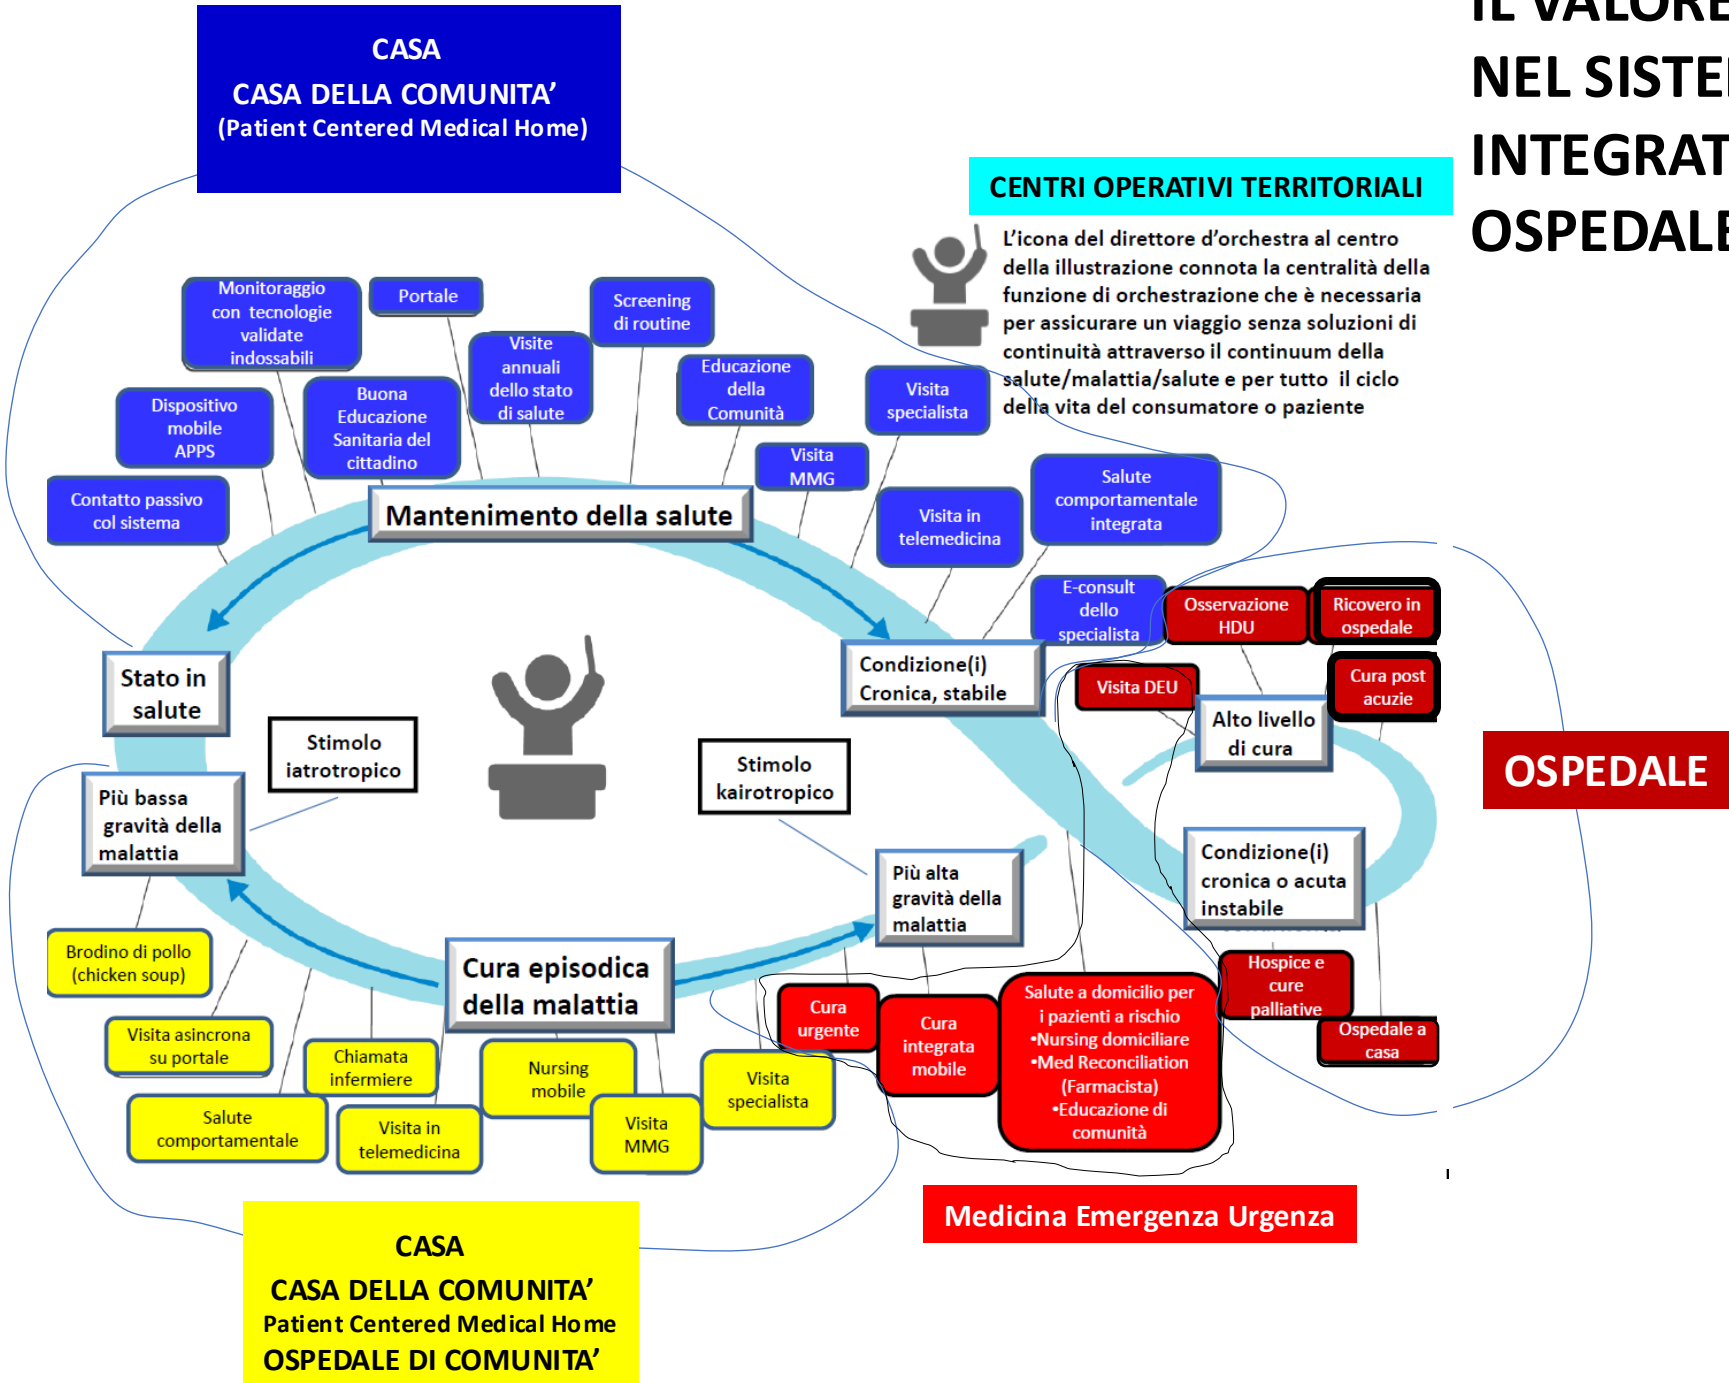 IL VALORE
NEL SISTE
INTEGRAT
OSPEDALE
CASA
CASA DELLA COMUNITA’
(Patient Centered Medical Home)
CENTRI OPERATIVI TERRITORIALI
L’icona del direttore d’orchestra al centro
della illustrazione connota la centralità della
funzione di orchestrazione che è necessaria
per assicurare un viaggio senza soluzioni di
continuità attraverso il continuum della
salute/malattia/salute e per tutto il ciclo
della vita del consumatore o paziente
Monitoraggio
con tecnologie
validate
indossabili
Portale
Visite
annuali
dello stato
di salute
Screening
di routine
Educazione
della
Comunità
Visita
specialista
Dispositivo
mobile
APPS
Buona
Educazione
Sanitaria del
cittadino
Visita
MMG
Contatto passivo
col sistema
Mantenimento della salute
Visita in
telemedicina
Salute
comportamentale
integrata
E-consult
dello
specialista
Osservazione
HDU
Ricovero in
ospedale
Stato in
salute
Condizione(i)
Cronica, stabile
Visita DEU
Cura post
acuzie
Alto livello
di cura
Stimolo
iatrotropico
Stimolo
kairotropico
OSPEDALE
Più bassa
gravità della
malattia
Più alta
gravità della
malattia
Condizione(i)
cronica o acuta
instabile
Brodino di pollo
(chicken soup)
Cura episodica
della malattia
Hospice e
cure
palliative
Ospedale a
casa
Cura
urgente
Cura
integrata
mobile
Salute a domicilio per
i pazienti a rischio
•Nursing domiciliare
•Med Reconciliation
(Farmacista)
•Educazione di
comunità
Visita asincrona
su portale
Chiamata
infermiere
Nursing
mobile
Visita
specialista
Salute
comportamentale
Visita in
telemedicina
Visita
MMG
Medicina Emergenza Urgenza
CASA
CASA DELLA COMUNITA’
Patient Centered Medical Home
OSPEDALE DI COMUNITA’